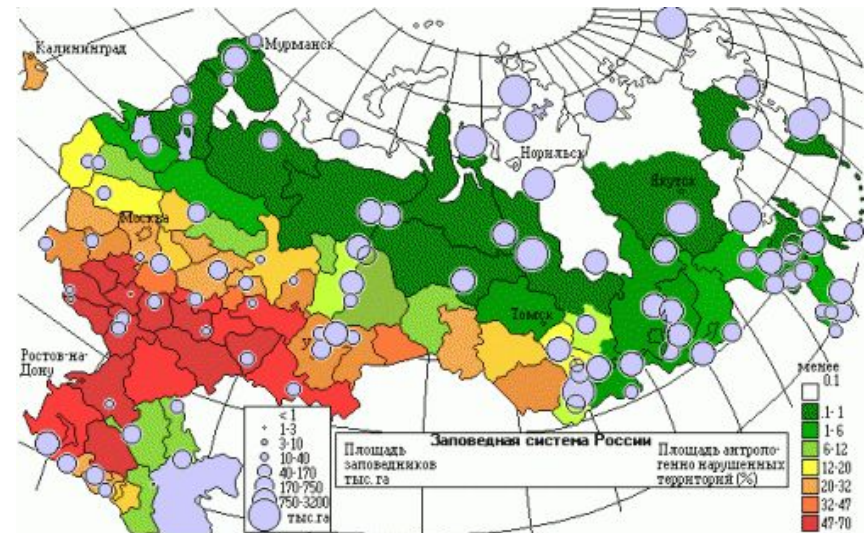 Калининград
Мурманск
Норильск
Якутск
Москва
Томск
Ростов-на-
Дону
менее
0.1
.1- 1
1- 6
6-12
12-20
20-32
32-47
47-70
< 1
1-3
3-10
10-40
40-170
170-750
750-3200
тыс.га
Заповедная система России
Площадь
заповедников
тыс. га
Площадь антропо-
генно нарушенных
территорий (%)